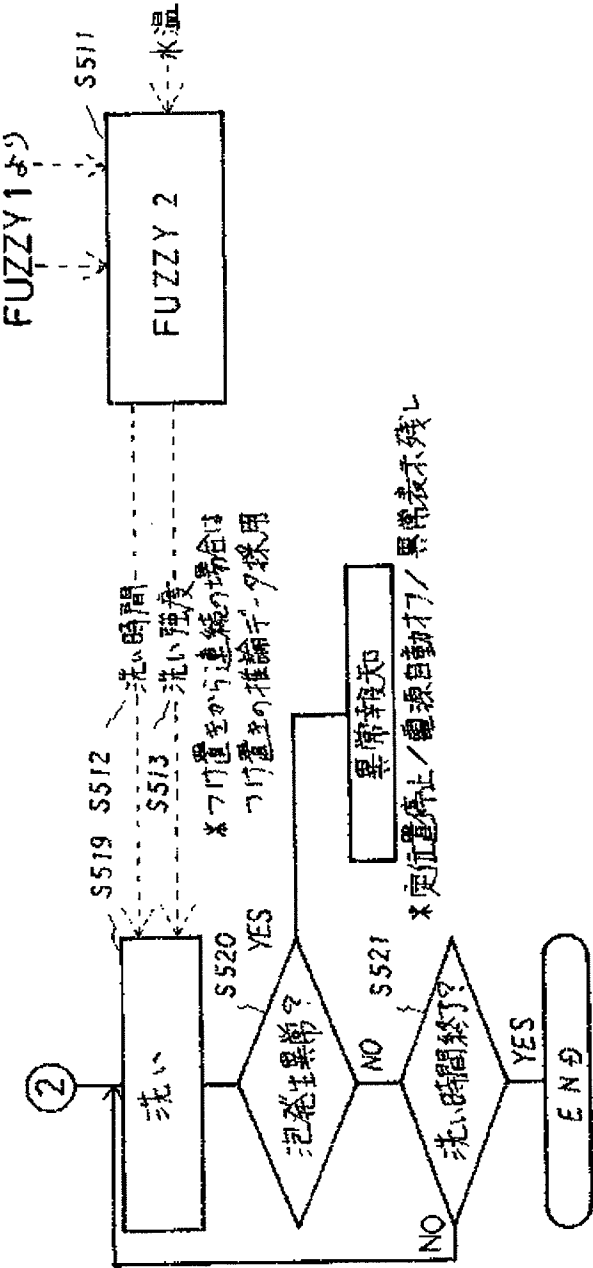 ②
S519
洗い
S512
洗い時間
S513
洗い強度
FUZZY1より
S511
FUZZY 2
水温
*つけ置きから連続の場合は
つけ置きの推論データ採用
S520
泡発生異常?
YES
異常報知
*定位置停止/電源自動オフ/異常表示残し
NO
S521
洗い時間終了?
NO
YES
END